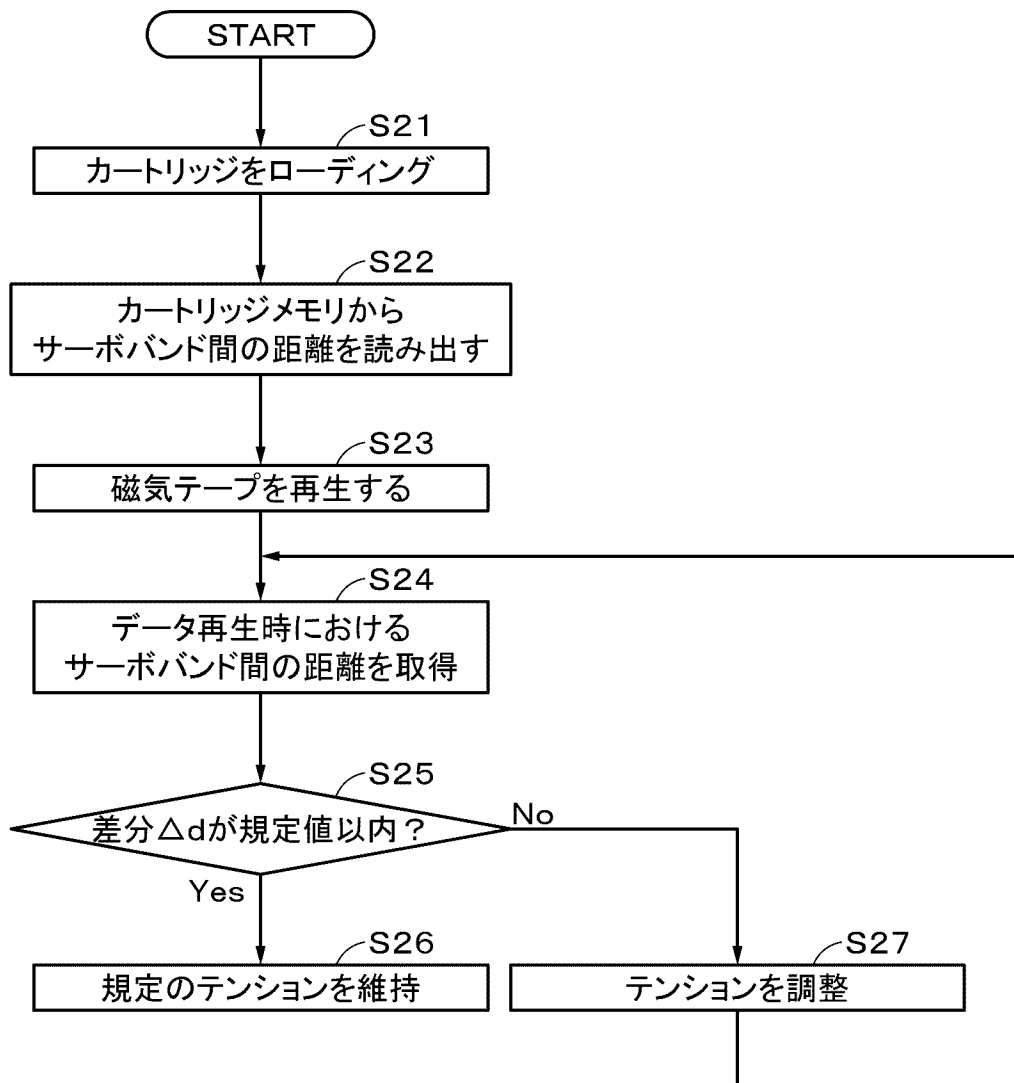 START
S21
カートリッジをローディング
S22
カートリッジメモリから
サーボバンド間の距離を読み出す
S23
磁気テープを再生する
S24
データ再生時における
サーボバンド間の距離を取得
S25
差分△dが規定値以内？
No
Yes
S26
規定のテンションを維持
S27
テンションを調整